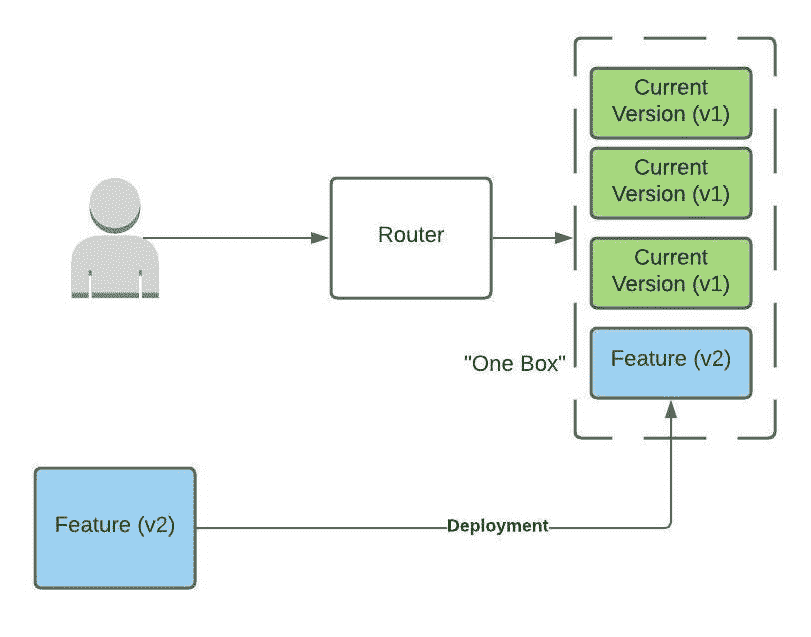 Current
Version (v1)
Current
Version (v1)
Router
Current
Version (v1)
"One Box"
Feature (v2)
Feature (v2)
Deployment